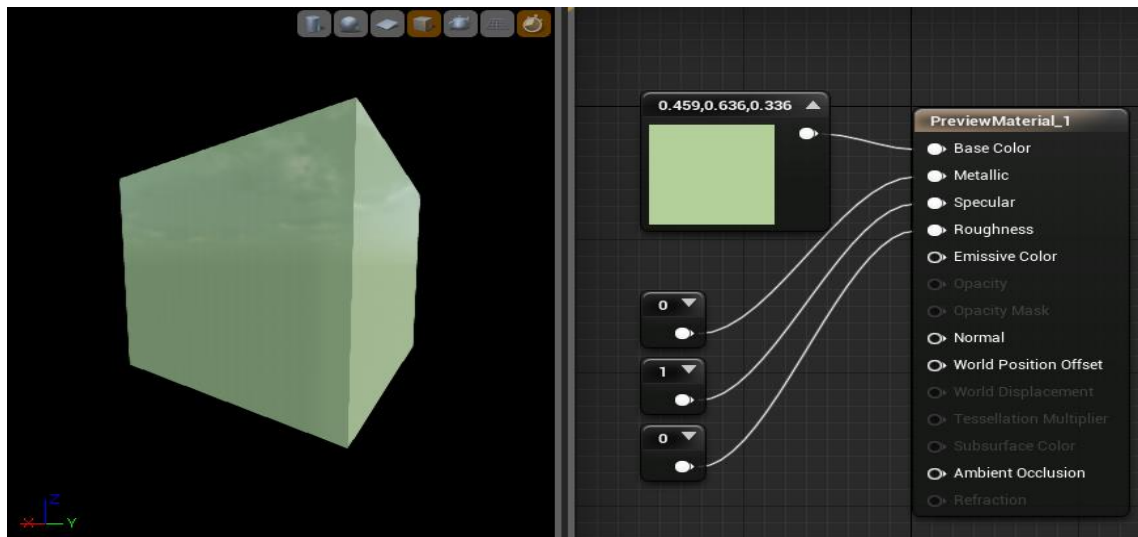 0.459,0.636,0.336
PreviewMaterial_1
Base Color
Metallic
Specular
Roughness
Emissive Color
Opacity
Opacity Mask
Normal
World Position Offset
World Displacement
Tessellation Multiplier
Subsurface Color
Ambient Occlusion
Refraction
0
1
0
Z
X
Y